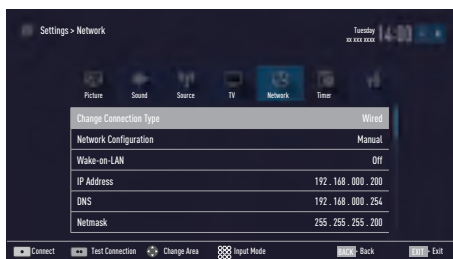 Settings > Network
Tuesday
xx xxx xxxx
14:00
Picture Sound Source TV Network Timer
Change Connection Type Wired
Network Configuration Manual
Wake-on-LAN Off
IP Address 192 . 168 . 000 . 200
DNS 192 . 168 . 000 . 254
Netmask 255 . 255 . 255 . 200
Connect Test Connection Change Area Input Mode BACK - Back EXIT - Exit